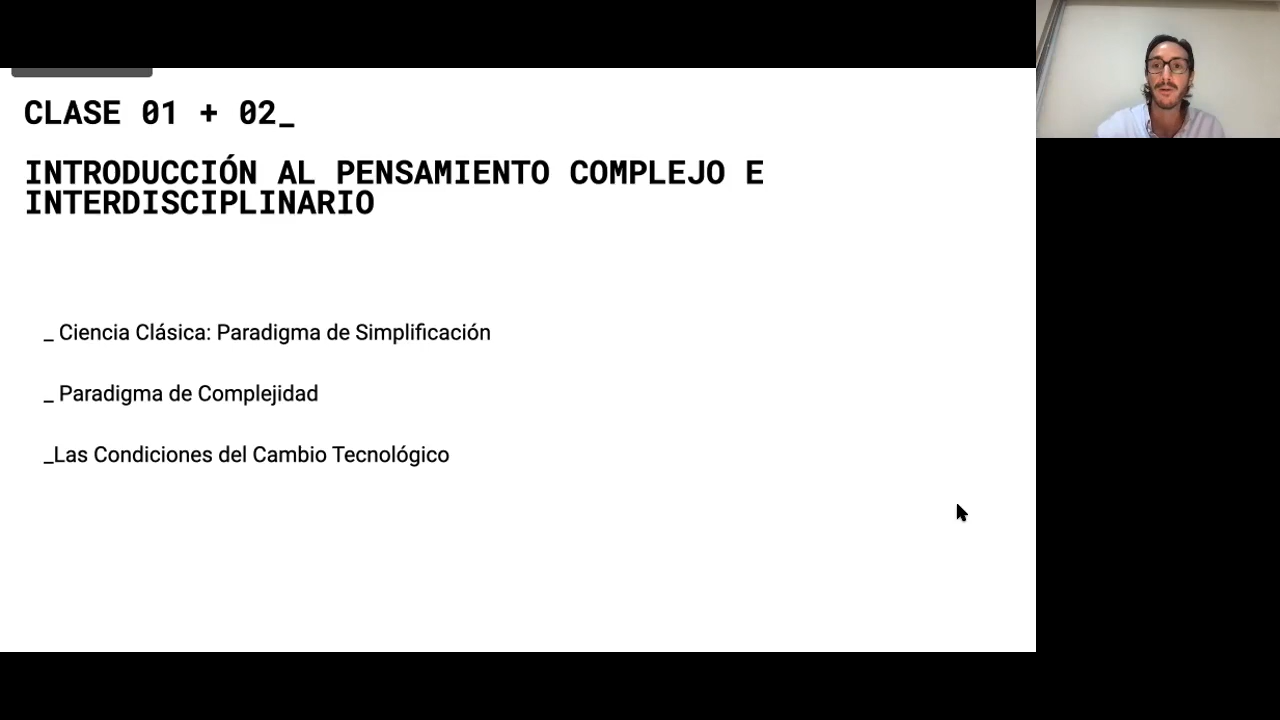 CLASE 01 + 02_
INTRODUCCIÓN AL PENSAMIENTO COMPLEJO E
INTERDISCIPLINARIO
_ Ciencia Clásica: Paradigma de Simplificación
_ Paradigma de Complejidad
_Las Condiciones del Cambio Tecnológico